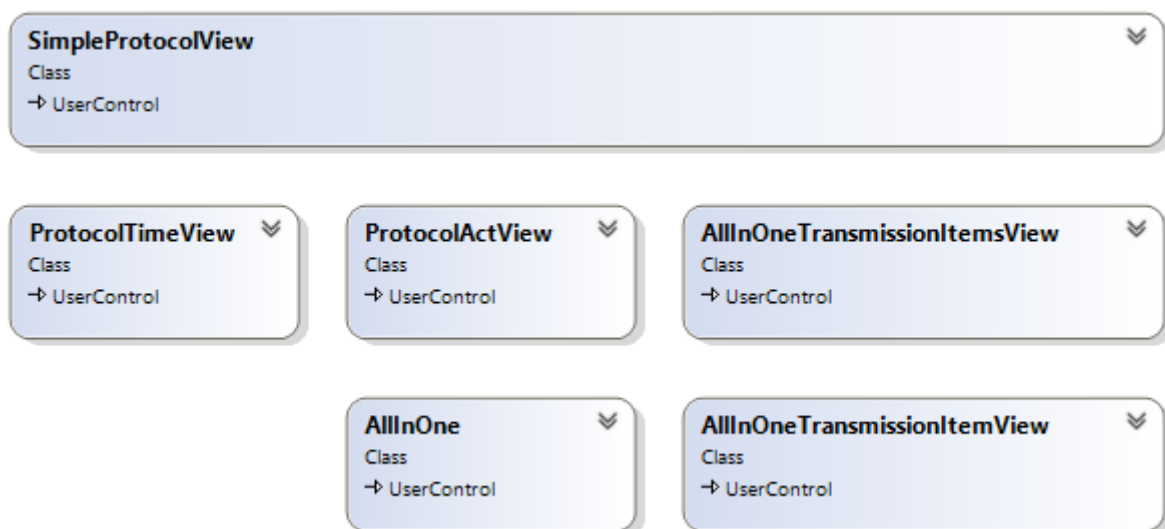 SimpleProtocolView
Class
UserControl
ProtocolTimeView
Class
UserControl
ProtocolActView
Class
UserControl
AllInOneTransmissionItemsView
Class
UserControl
AllInOne
Class
UserControl
AllInOneTransmissionItemView
Class
UserControl